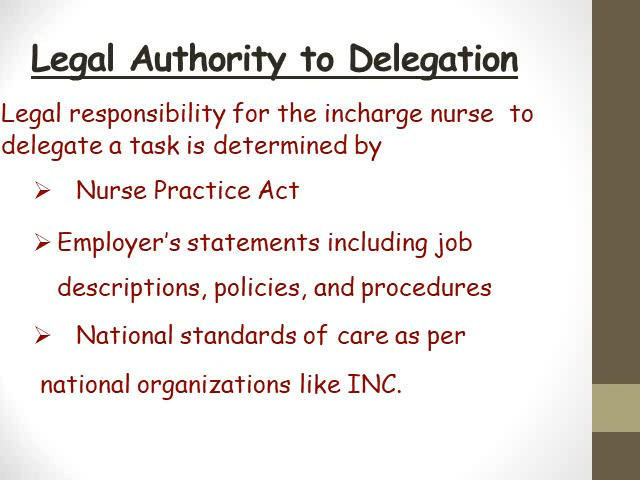 Legal Authority to Delegation
Legal responsibility for the incharge nurse to
delegate a task is determined by
➢ Nurse Practice Act
➢ Employer's statements including job
descriptions, policies, and procedures
➢ National standards of care as per
national organizations like INC.